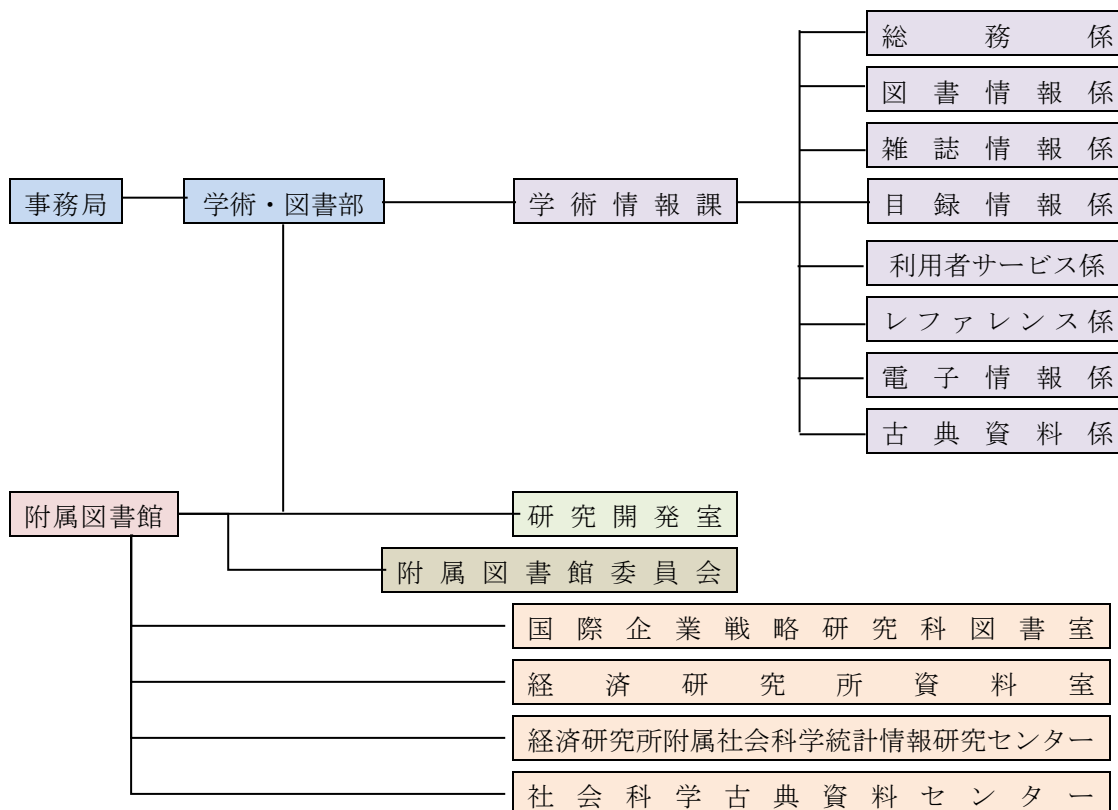 総務係
図書情報係
雑誌情報係
事務局
学術・図書部
学術情報課
目録情報係
利用者サービス係
レファレンス係
電子情報係
古典資料係
附属図書館
研究開発室
附属図書館委員会
国際企業戦略研究科図書室
経済研究所資料室
経済研究所附属社会科学統計情報研究センター
社会科学古典資料センター